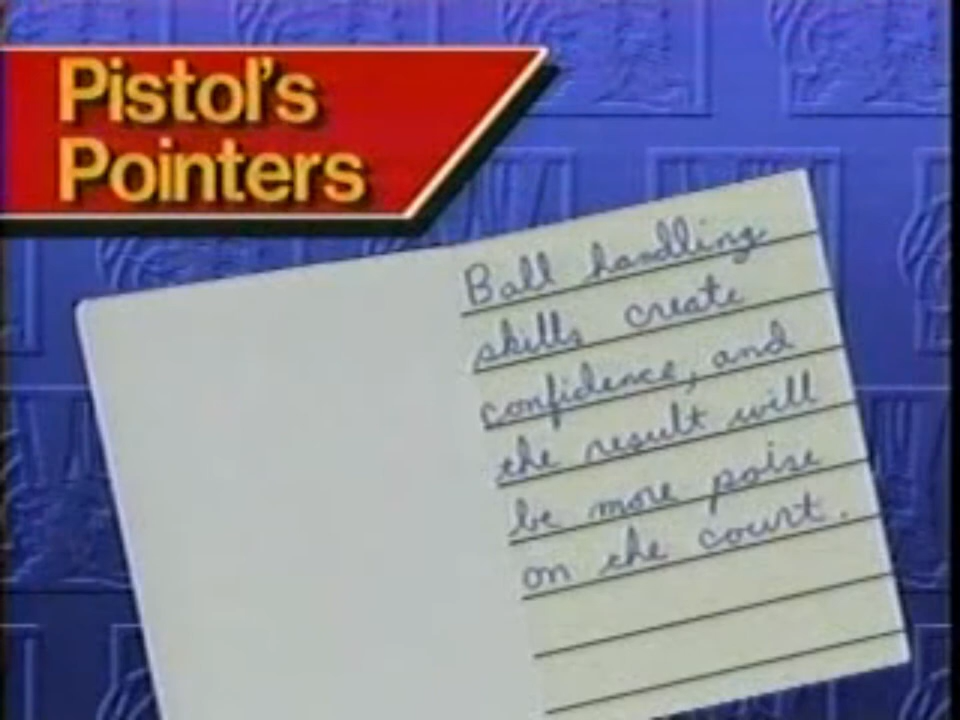 Pistol's
Pointers
Ball handling
skills create
confidence, and
the result will
be more poise
on the court.